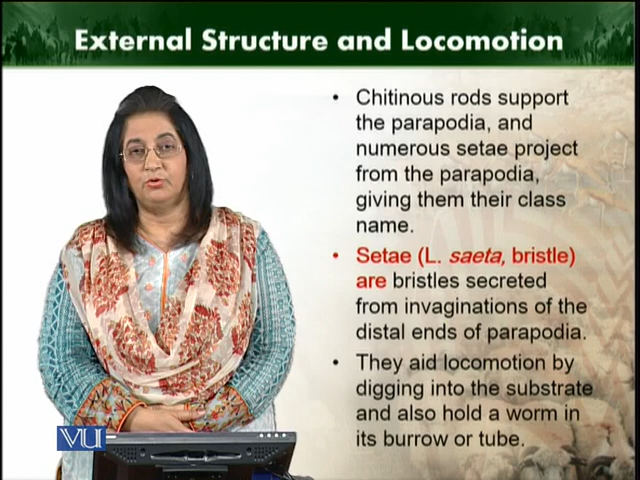 External Structure and Locomotion
• Chitinous rods support
the parapodia, and
numerous setae project
from the parapodia,
giving them their class
name.
• Setae (L. saeta, bristle)
are bristles secreted
from invaginations of the
distal ends of parapodia.
• They aid locomotion by
digging into the substrate
and also hold a worm in
its burrow or tube.
VU